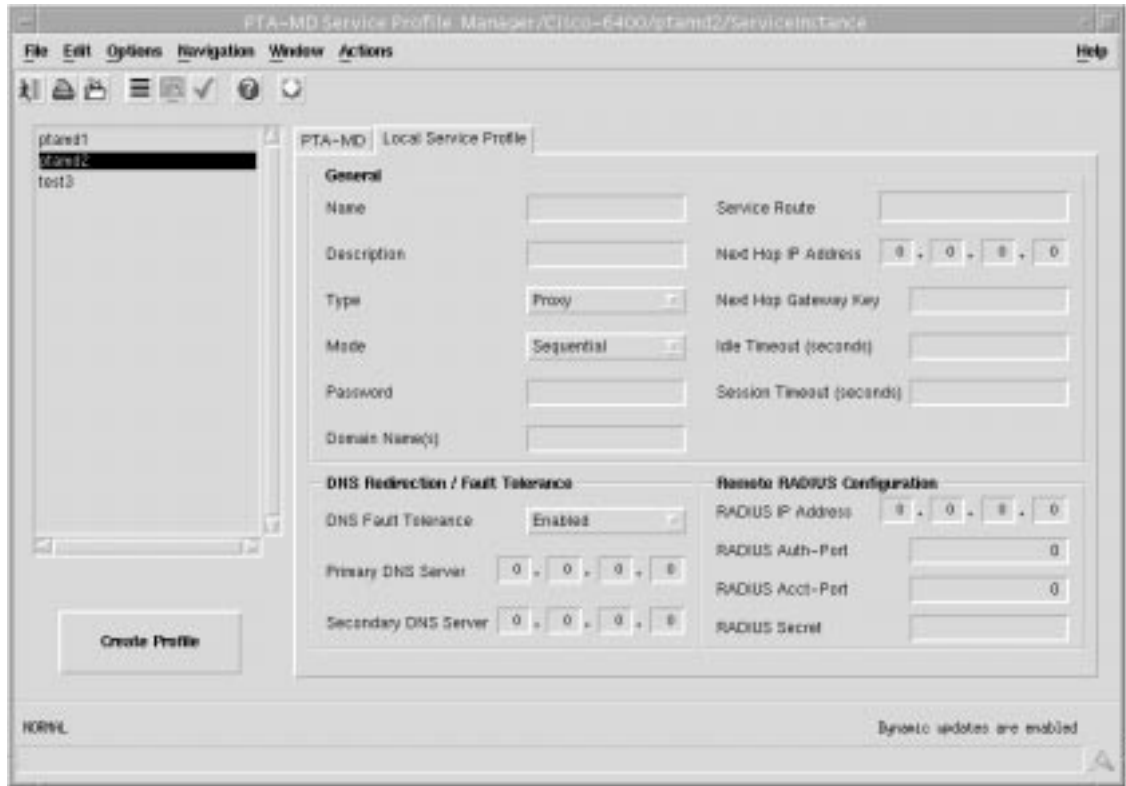 PTA-MD Service Profile Manager/Cisco-6400/ptamd2/ServiceInstance
File Edit Options Navigation Window Actions Help
ptamd1
ptamd2
test3
PTA-MD Local Service Profile
General
Name
Description
Type Proxy
Mode Sequential
Password
Domain Name(s)
Service Route
Next Hop IP Address 0 . 0 . 0 . 0
Next Hop Gateway Key
Idle Timeout (seconds)
Session Timeout (seconds)
DNS Redirection / Fault Tolerance
DNS Fault Tolerance Enabled
Primary DNS Server 0 . 0 . 0 . 0
Secondary DNS Server 0 . 0 . 0 . 0
Remote RADIUS Configuration
RADIUS IP Address 0 . 0 . 0 . 0
RADIUS Auth-Port 0
RADIUS Acct-Port 0
RADIUS Secret
Create Profile
NORMAL Dynamic updates are enabled